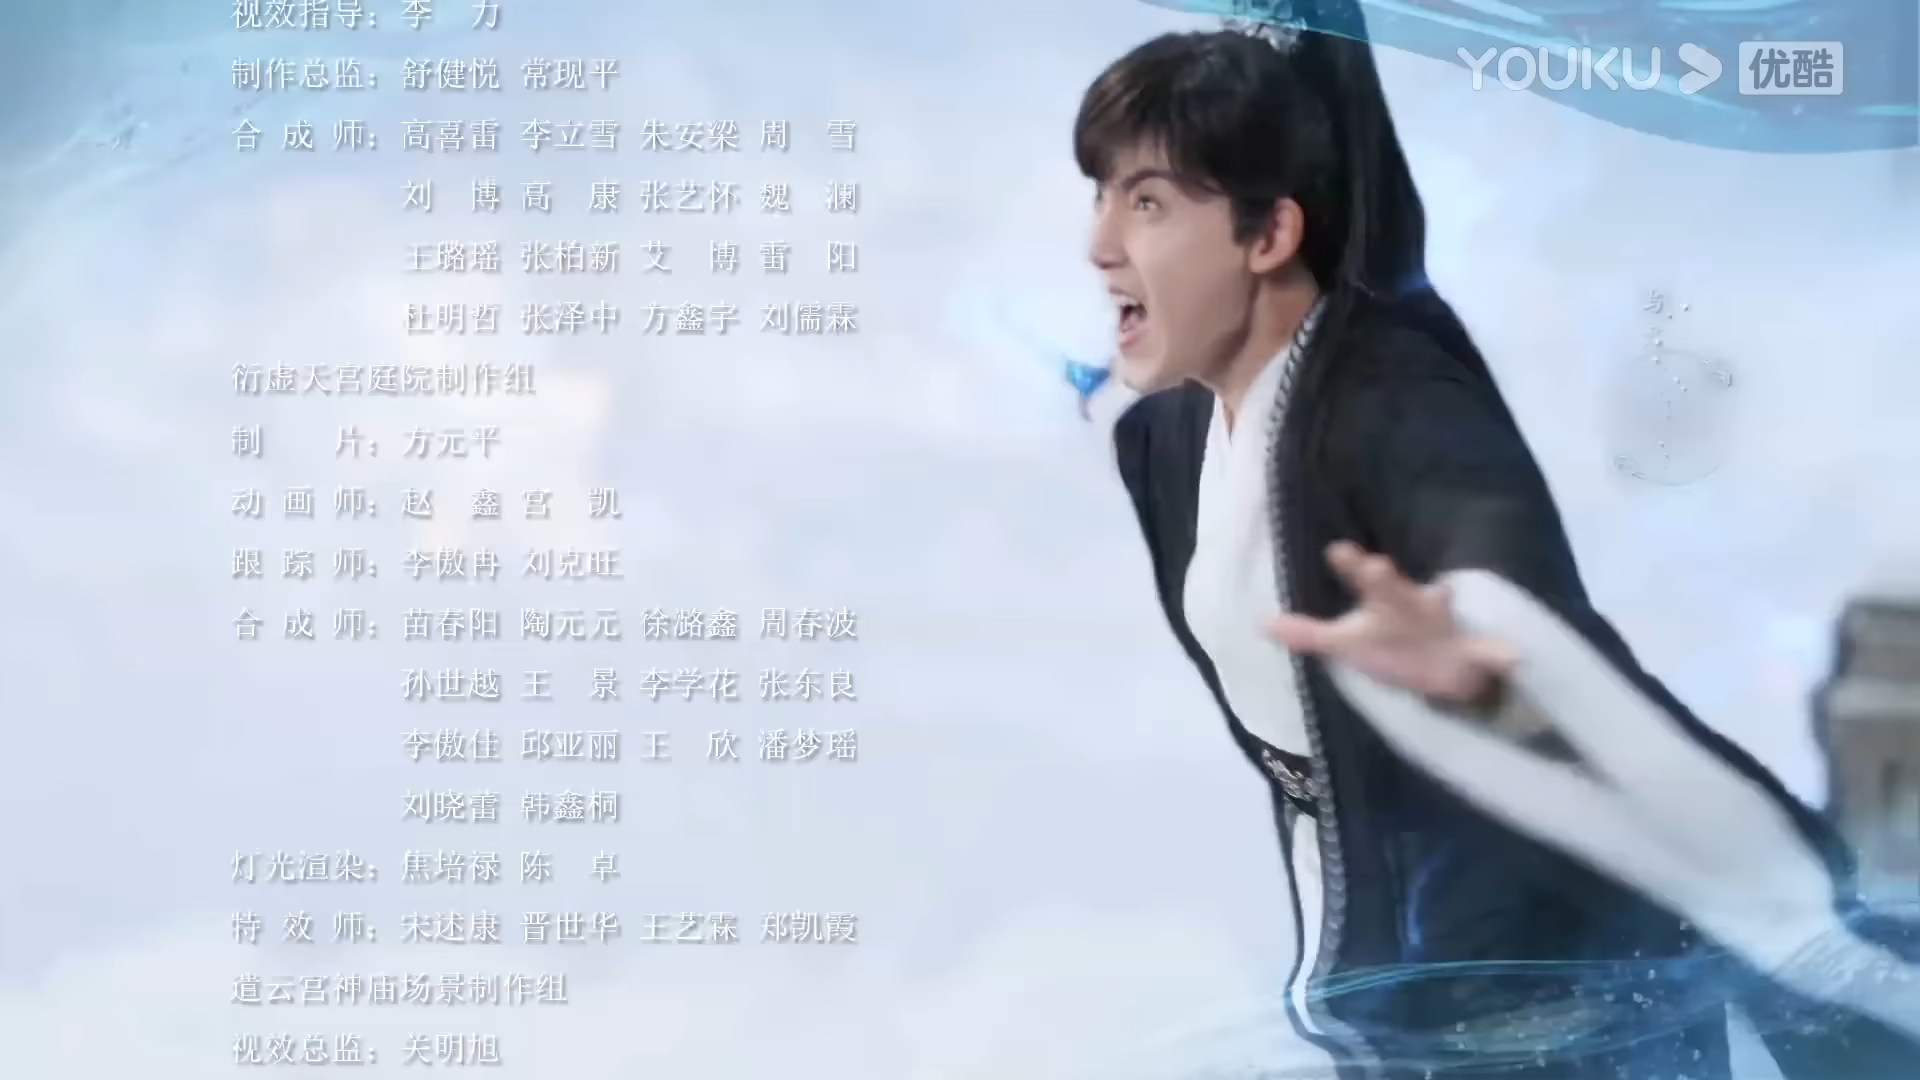 视效指导：李　力
YOUKU 优酷
制作总监：舒健悦 常现平
合成师：高喜雷 李立雪 朱安梁 周　雪
刘　博 高　康 张艺怀 魏　澜
王璐瑶 张柏新 艾　博 雷　阳
杜明哲 张泽中 方鑫宇 刘儒霖
衍虚天宫庭院制作组
制　片：方元平
动画师：赵　鑫 宫　凯
跟踪师：李傲冉 刘克旺
合成师：苗春阳 陶元元 徐潞鑫 周春波
孙世越 王　景 李学花 张东良
李傲佳 邱亚丽 王　欣 潘梦瑶
刘晓蕾 韩鑫桐
灯光渲染：焦培禄 陈　卓
特效师：宋述康 晋世华 王艺霖 郑凯霞
遣云宫神庙场景制作组
视效总监：关明旭